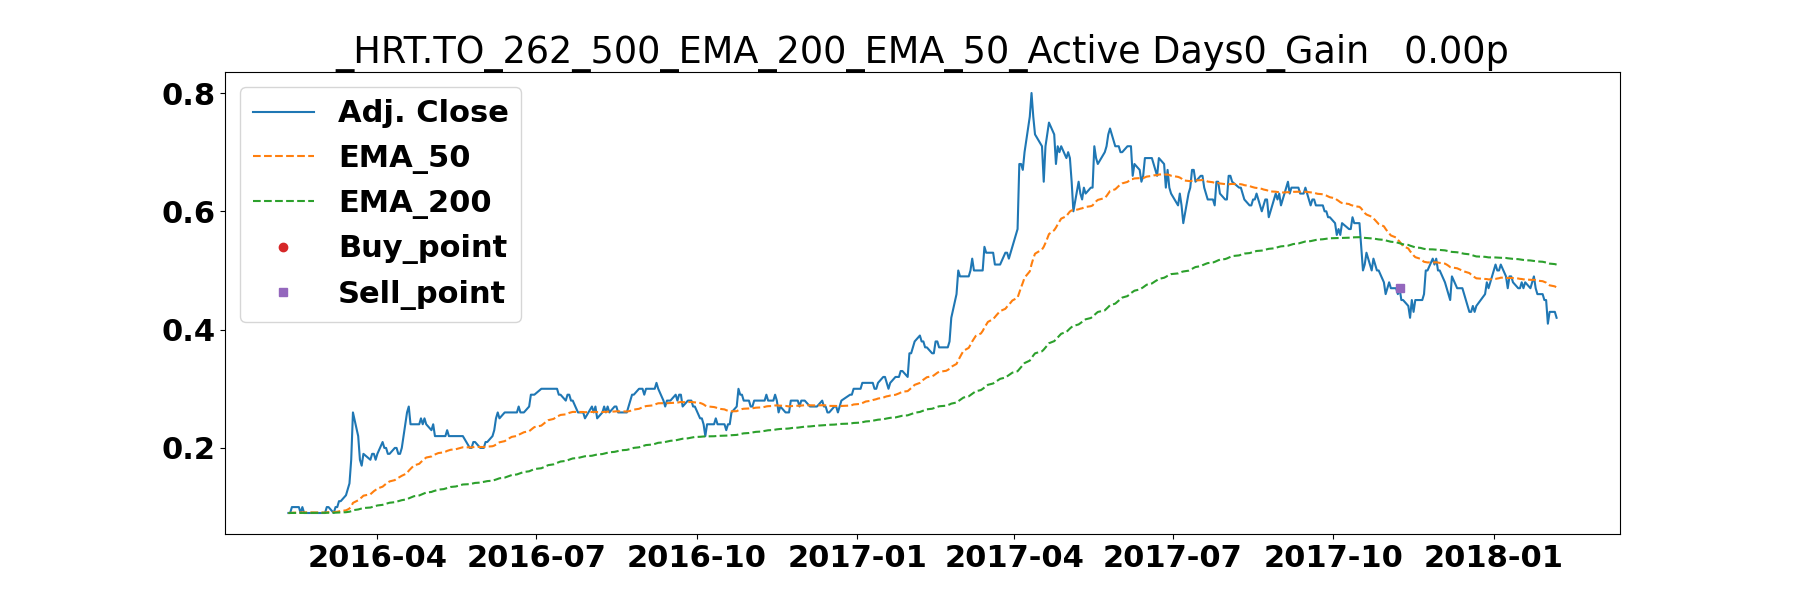 _HRT.TO_262_500_EMA_200_EMA_50_Active Days0_Gain   0.00p
0.8
0.6
0.4
0.2
Adj. Close
EMA_50
EMA_200
Buy_point
Sell_point
2016-04 2016-07 2016-10 2017-01 2017-04 2017-07 2017-10 2018-01